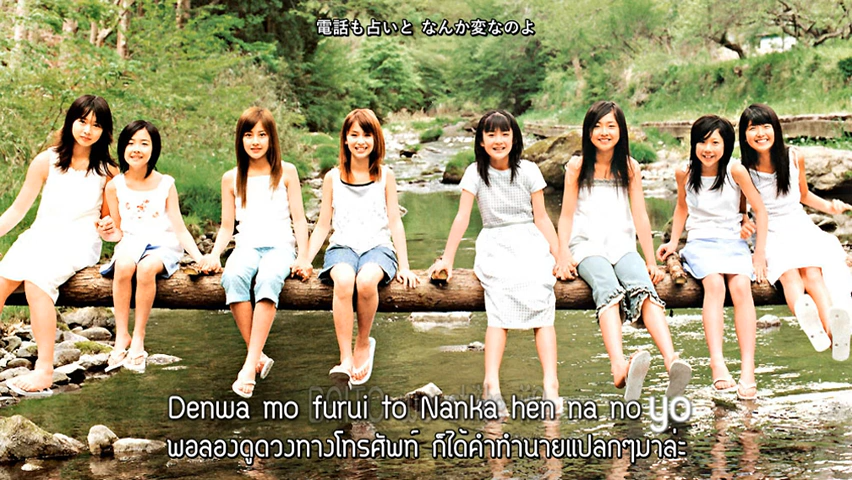 電話も占いと なんか変なのよ
Denwa mo furui to Nanka hen na no yo
พอลองดูดวงทางโทรศัพท์ ก็ได้คำทำนายแปลกๆมาล่ะ